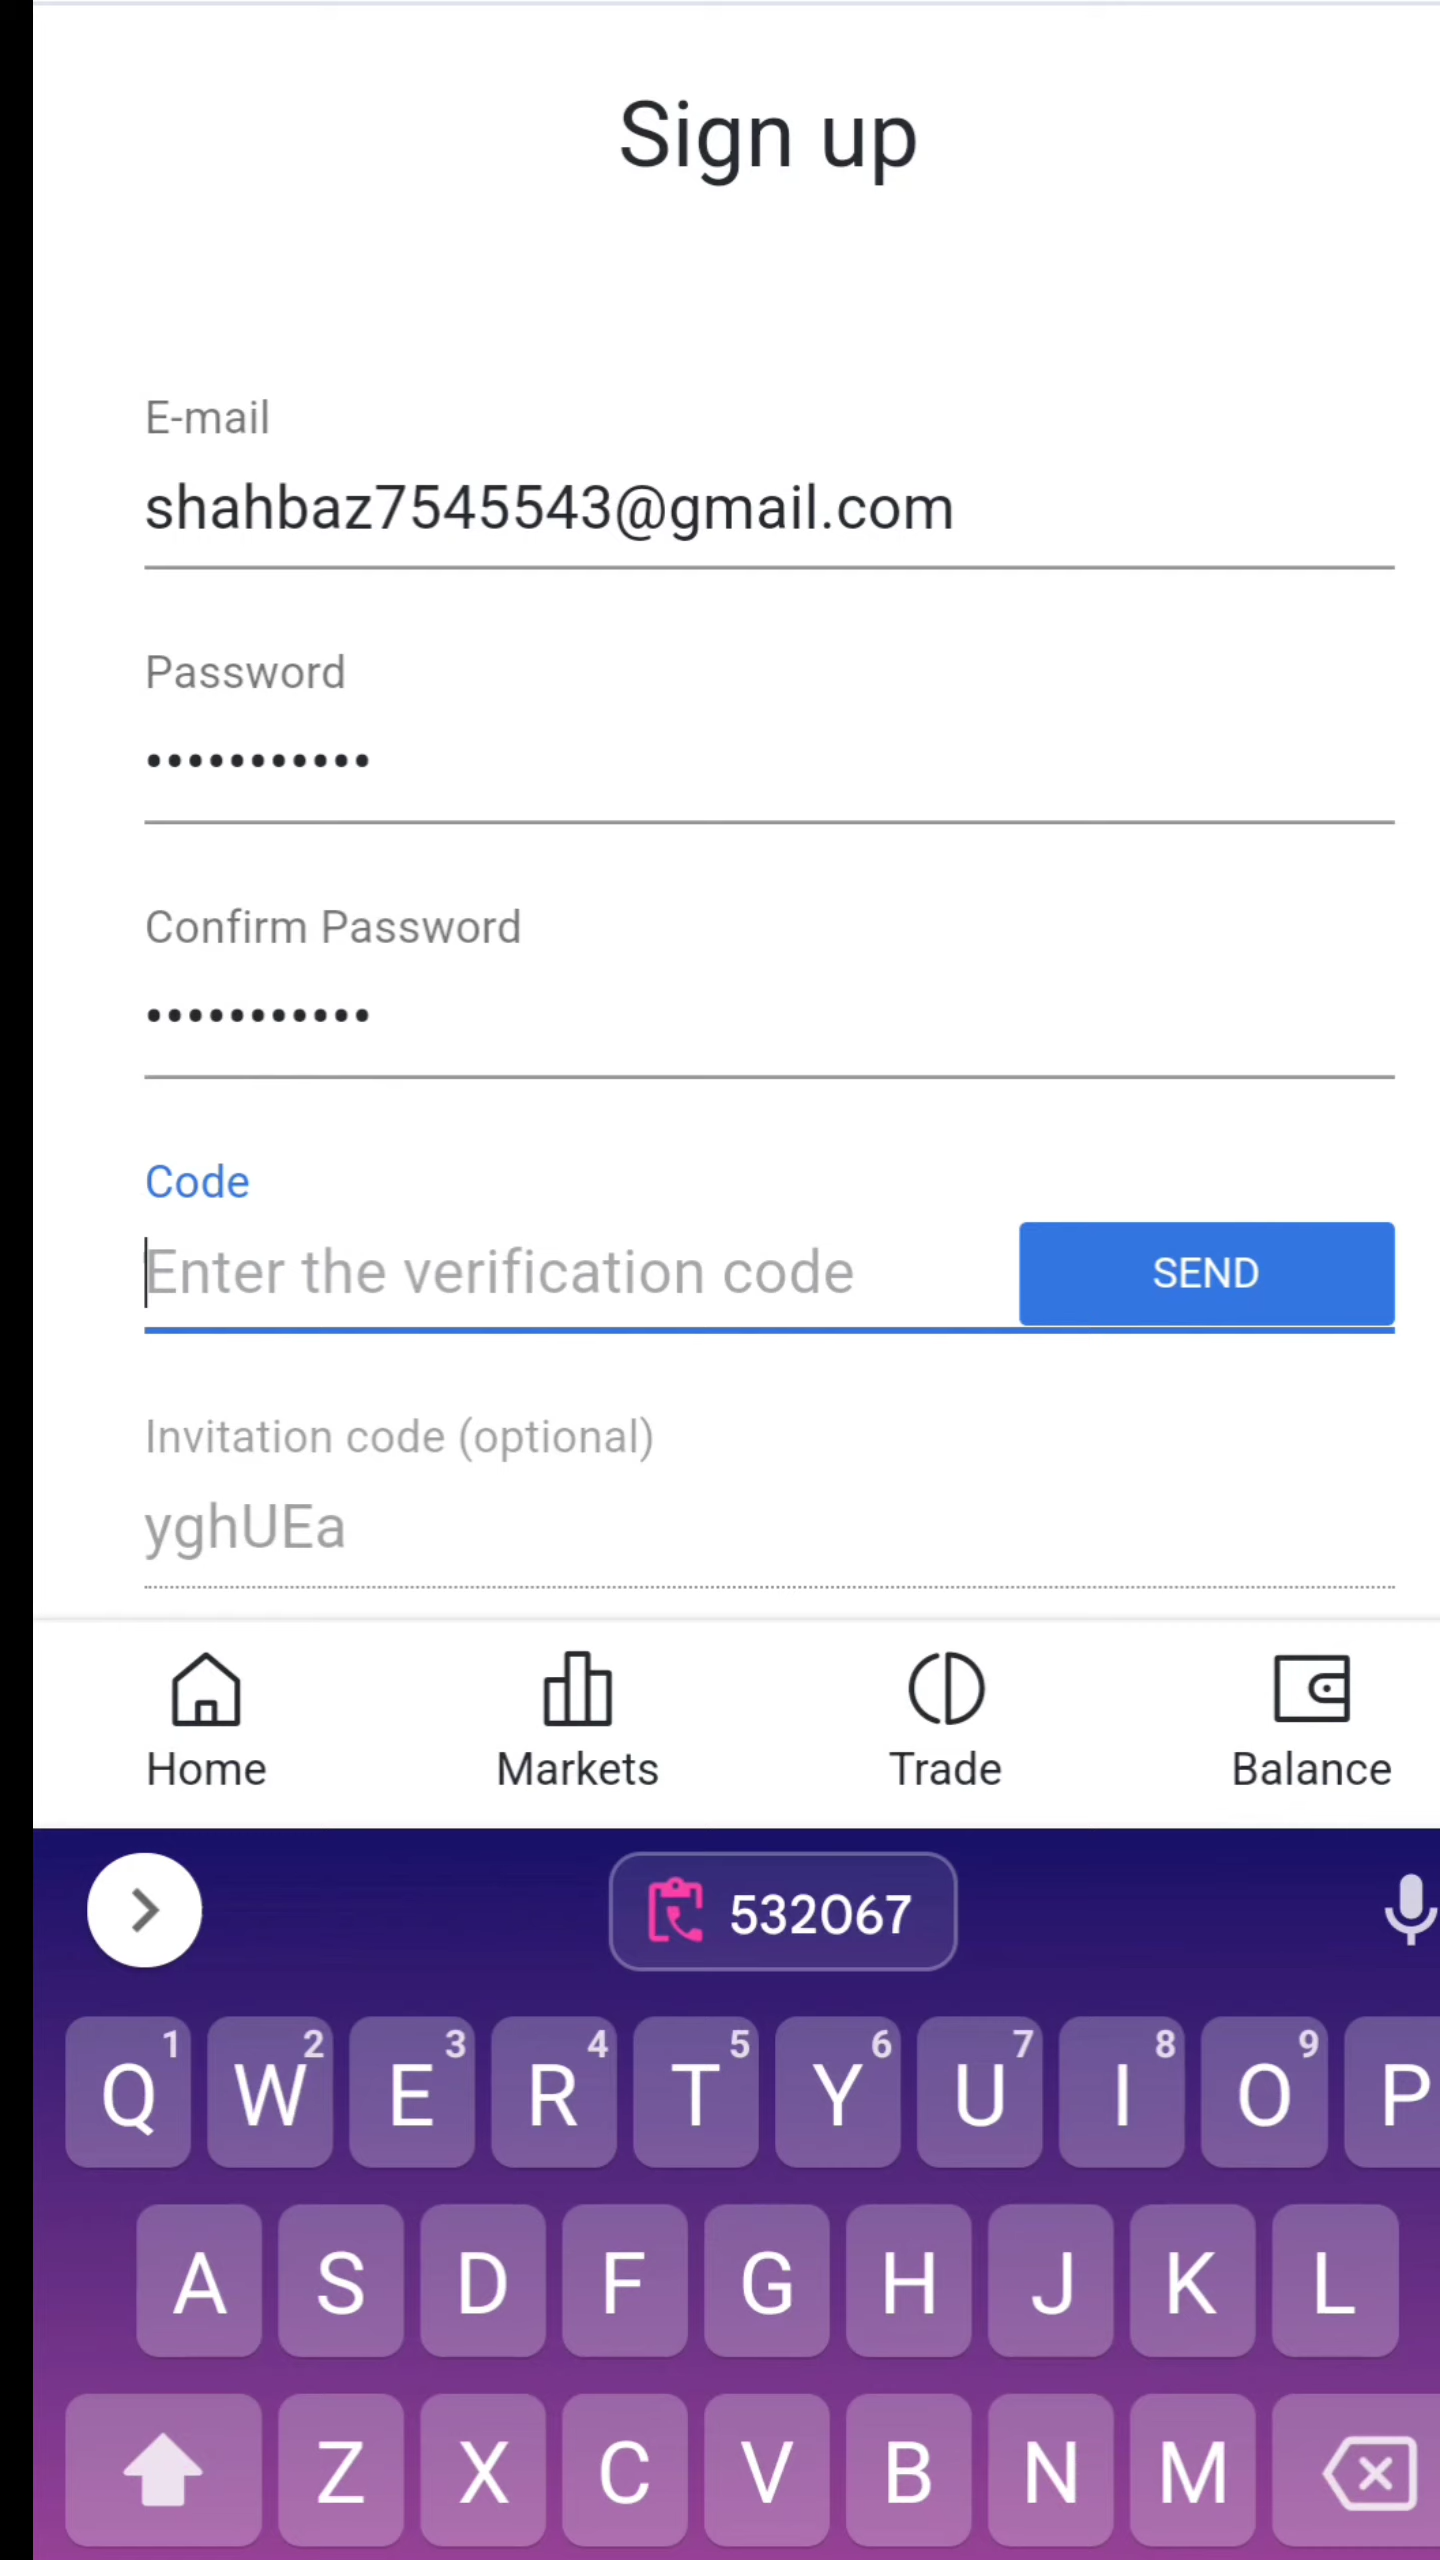 Sign up
E-mail
shahbaz7545543@gmail.com
Password
•••••••••••
Confirm Password
•••••••••••
Code
Enter the verification code SEND
Invitation code (optional)
yghUEa
Home Markets Trade Balance
532067
1 2 3 4 5 6 7 8 9
Q W E R T Y U I O P
A S D F G H J K L
Z X C V B N M